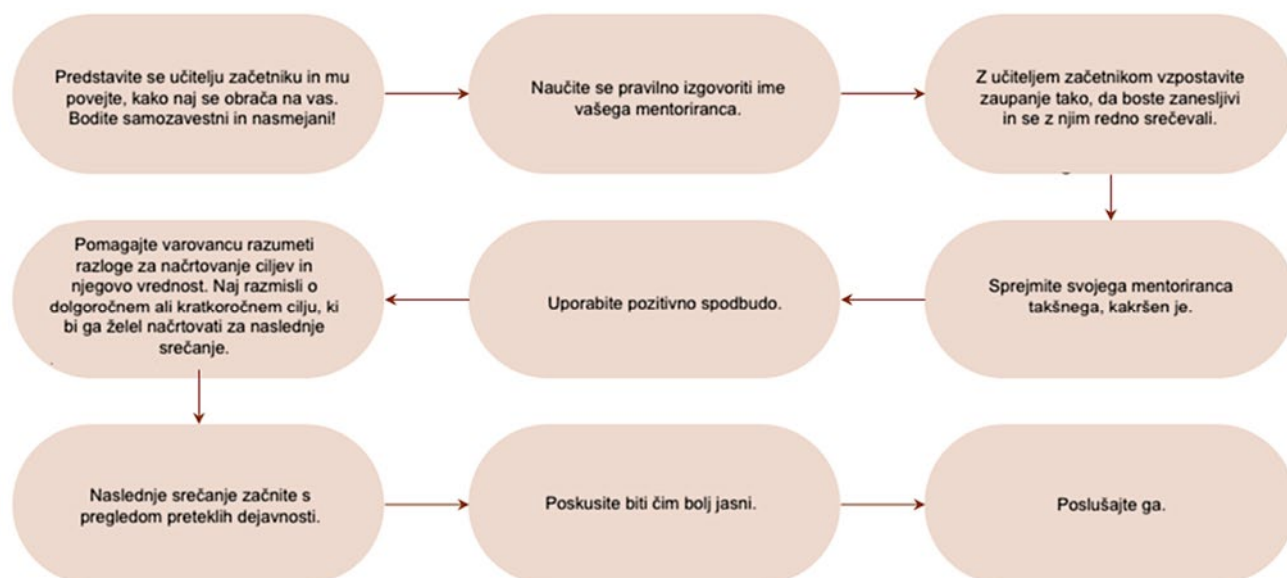 Predstavite se učitelju začetniku in mu
povejte, kako naj se obrača na vas.
Bodite samozavestni in nasmejani!
Naučite se pravilno izgovoriti ime
vašega mentoriranca.
Z učiteljem začetnikom vzpostavite
zaupanje tako, da boste zanesljivi
in se z njim redno srečevali.
Sprejmite svojega mentoriranca
takšnega, kakršen je.
Uporabite pozitivno spodbudo.
Pomagajte varovancu razumeti
razloge za načrtovanje ciljev in
njegovo vrednost. Naj razmisli o
dolgoročnem ali kratkoročnem cilju, ki
bi ga želel načrtovati za naslednje
srečanje.
Naslednje srečanje začnite s
pregledom preteklih dejavnosti.
Poskusite biti čim bolj jasni.
Poslušajte ga.